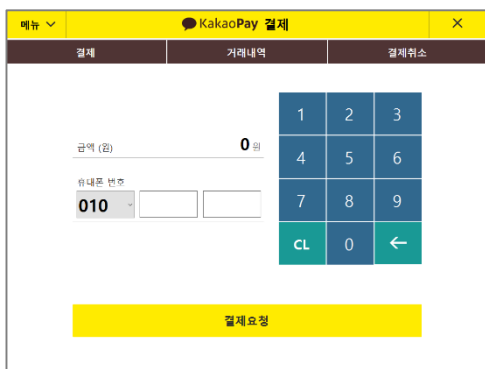 메뉴 KakaoPay 결제
결제 거래내역 결제취소
1 2 3
금액 (원) 0 원
4 5 6
휴대폰 번호
010
7 8 9
CL 0 ←
결제요청